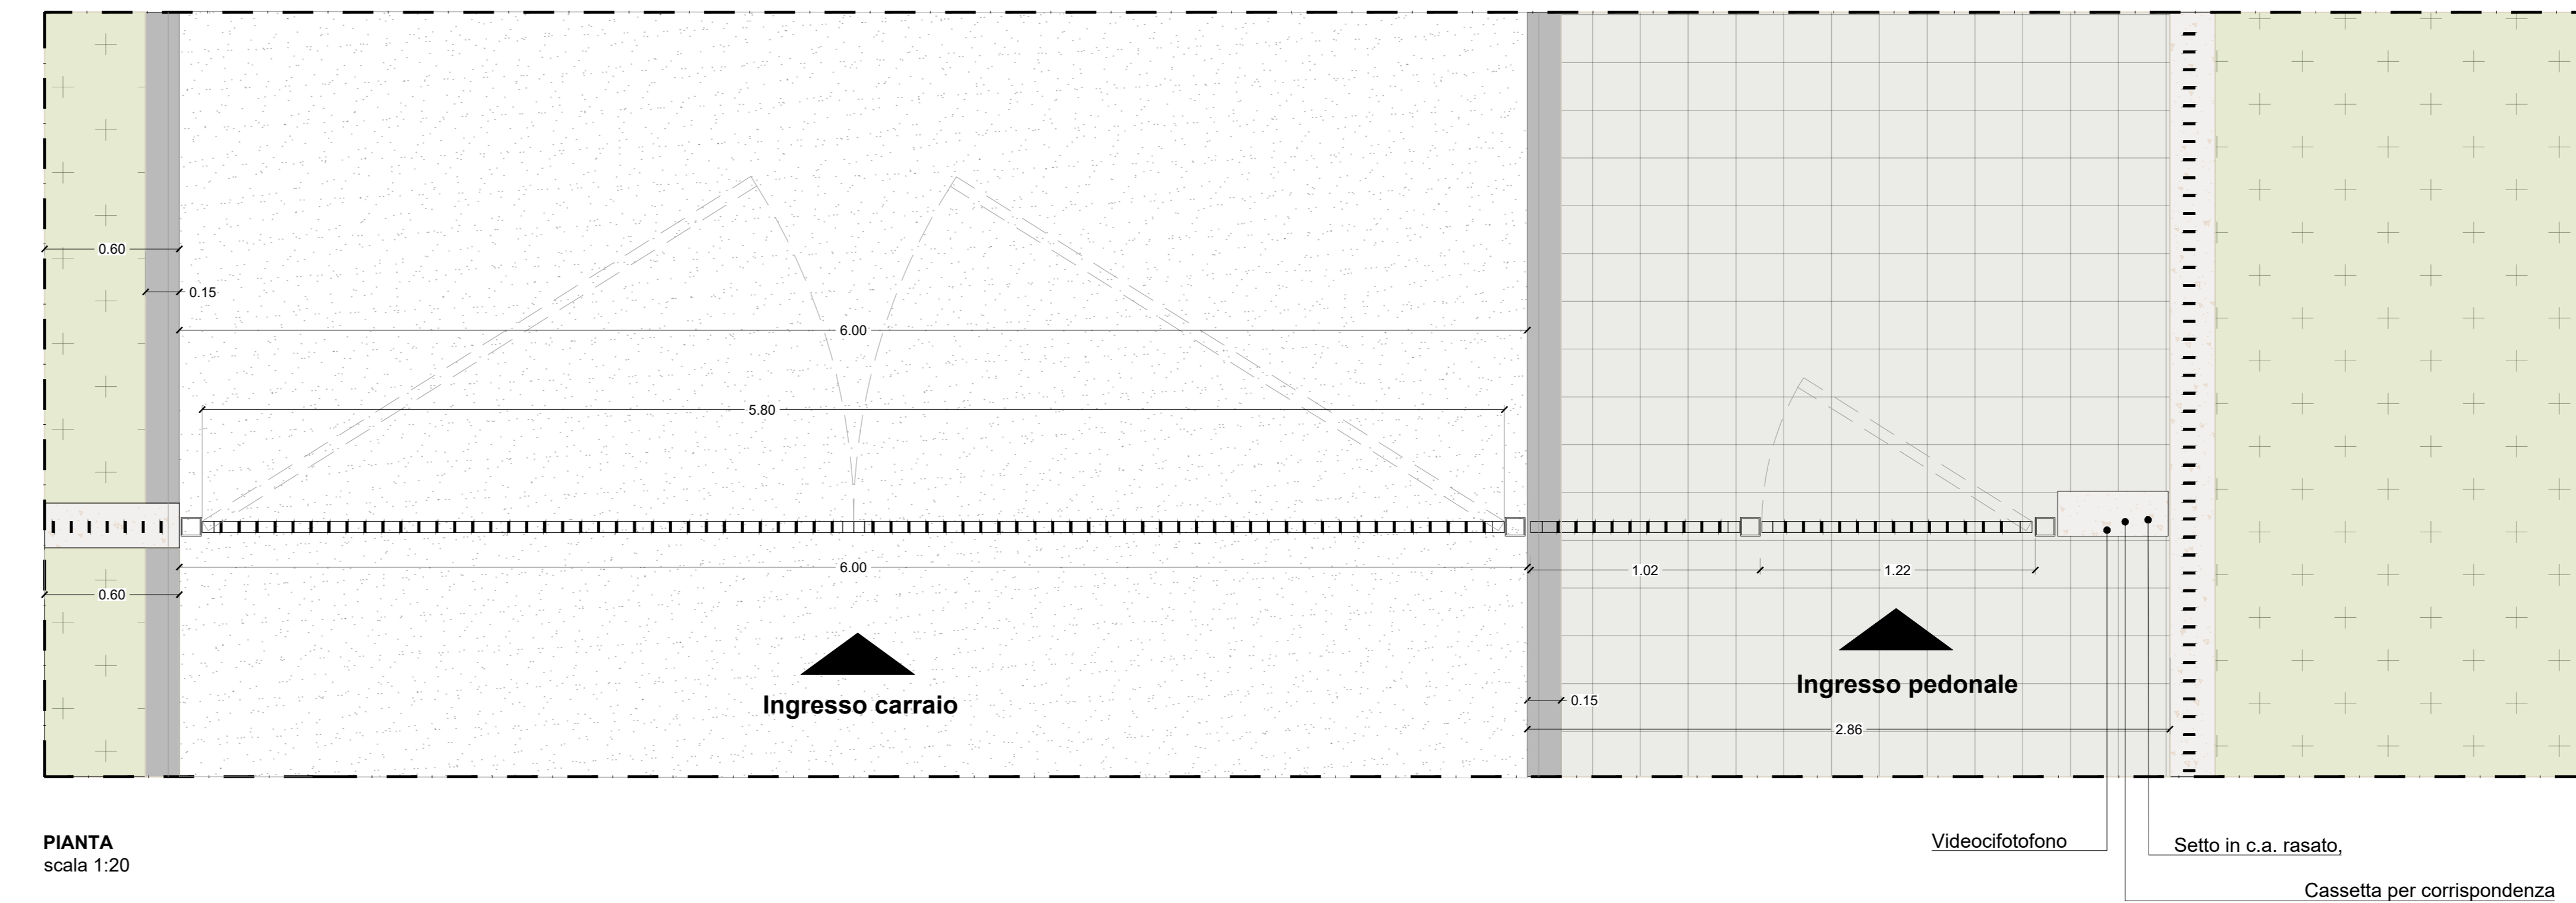 0.60
0.15
6.00
5.80
6.00
1.02
1.22
0.60
Ingresso carraio
Ingresso pedonale
0.15
2.86
PIANTA
scala 1:20
Videocifotofono
Setto in c.a. rasato,
Cassetta per corrispondenza